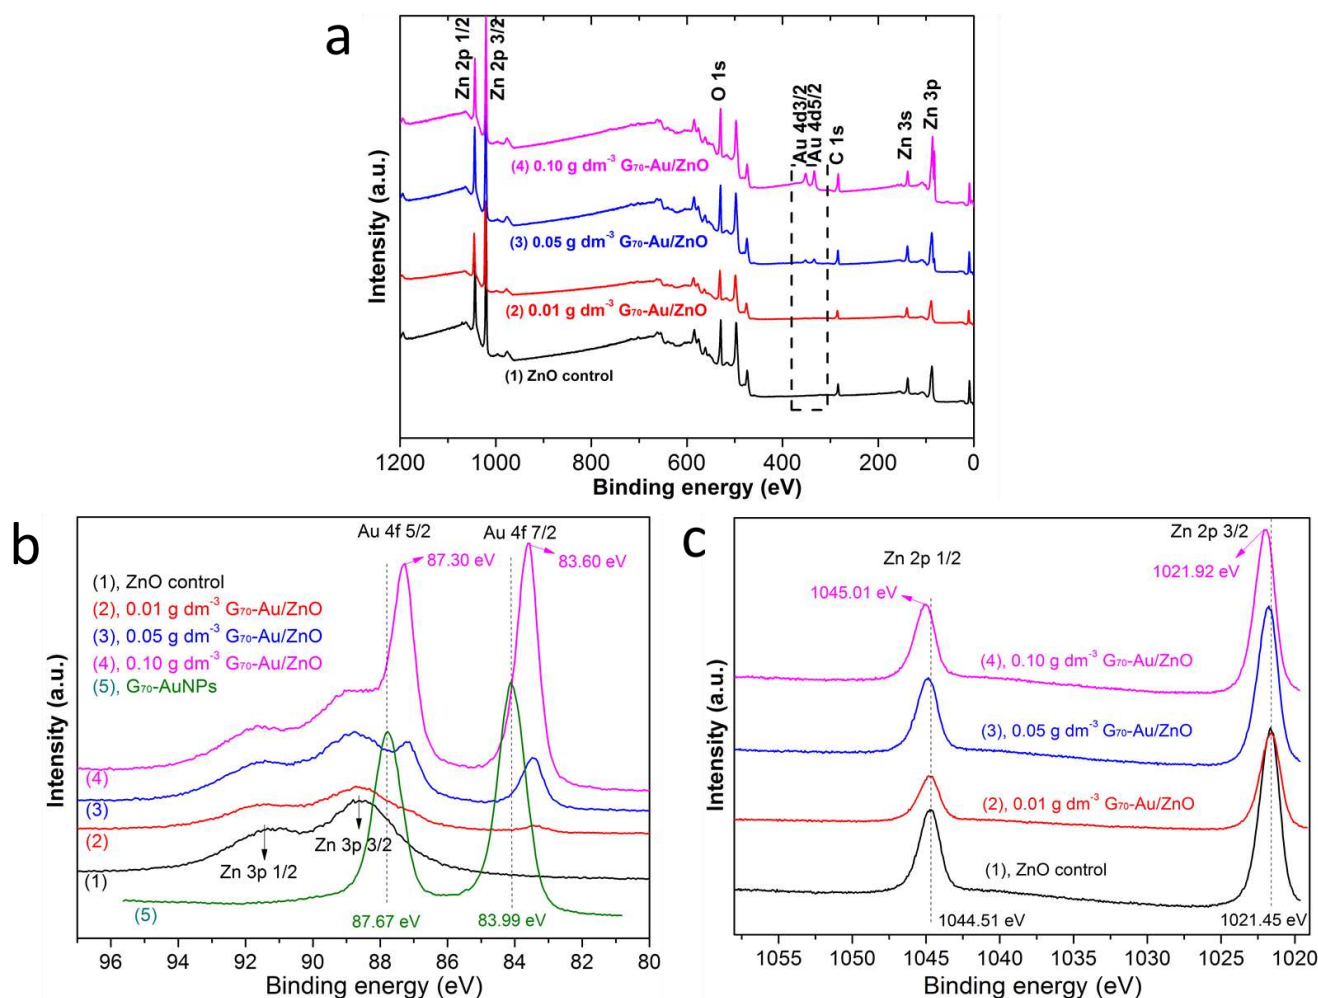 a
Zn 2p 1/2
Zn 2p 3/2
O 1s
Au 4d3/2
Au 4d5/2
C 1s
Zn 3s
Zn 3p
(4) 0.10 g dm⁻³ G₇₀-Au/ZnO
(3) 0.05 g dm⁻³ G₇₀-Au/ZnO
(2) 0.01 g dm⁻³ G₇₀-Au/ZnO
(1) ZnO control
Intensity (a.u.)
1200 1000 800 600 400 200 0
Binding energy (eV)
b
Au 4f 5/2 Au 4f 7/2
87.30 eV 83.60 eV
(1), ZnO control
(2), 0.01 g dm⁻³ G₇₀-Au/ZnO
(3), 0.05 g dm⁻³ G₇₀-Au/ZnO
(4), 0.10 g dm⁻³ G₇₀-Au/ZnO
(5), G₇₀-AuNPs
(4)
(3)
(2)
(1)
Zn 3p 1/2
Zn 3p 3/2
(5)
87.67 eV 83.99 eV
Intensity (a.u.)
96 94 92 90 88 86 84 82 80
Binding energy (eV)
c
Zn 2p 3/2
Zn 2p 1/2
1021.92 eV
1045.01 eV
(4), 0.10 g dm⁻³ G₇₀-Au/ZnO
(3), 0.05 g dm⁻³ G₇₀-Au/ZnO
(2), 0.01 g dm⁻³ G₇₀-Au/ZnO
(1), ZnO control
1044.51 eV 1021.45 eV
Intensity (a.u.)
1055 1050 1045 1040 1035 1030 1025 1020
Binding energy (eV)